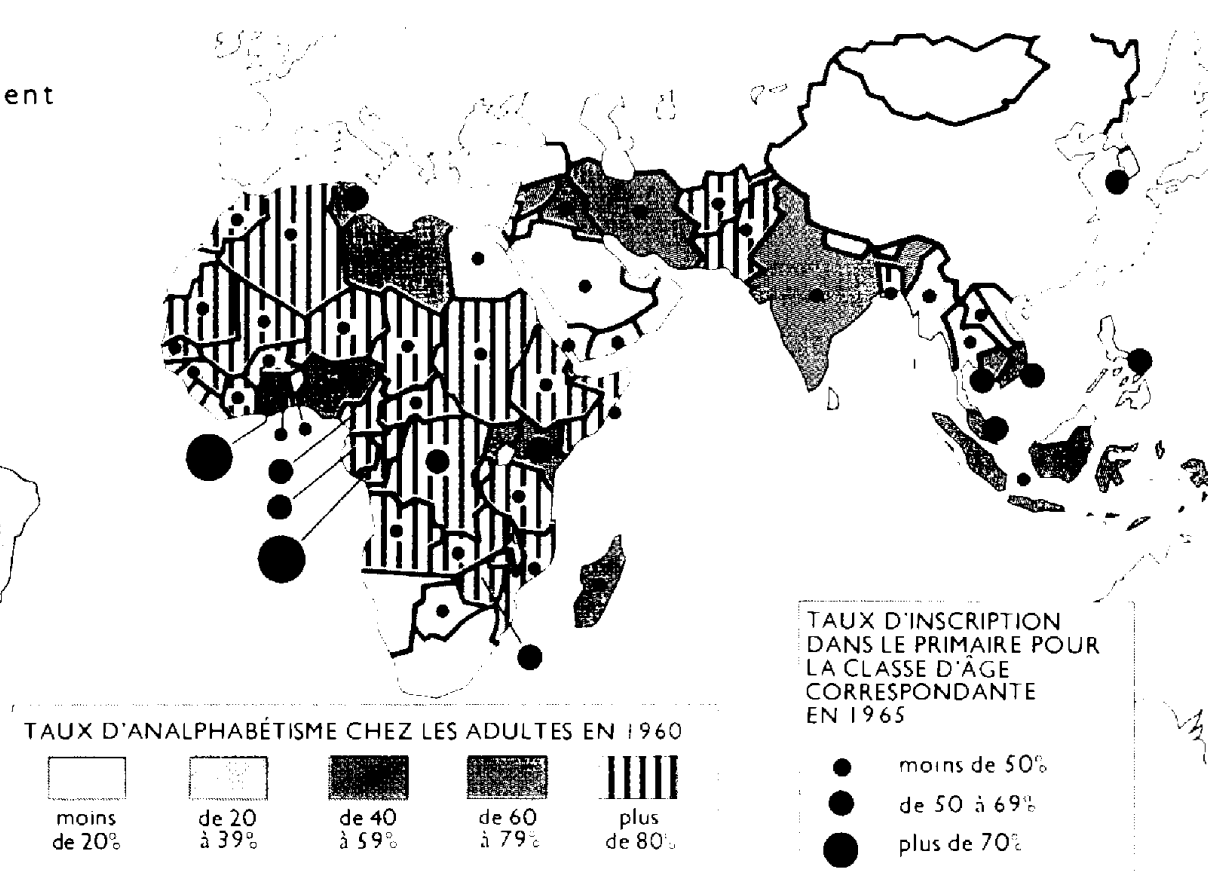 ent
TAUX D'INSCRIPTION
DANS LE PRIMAIRE POUR
LA CLASSE D'ÂGE
CORRESPONDANTE
EN 1965
moins de 50%
de 50 à 69%
plus de 70%
TAUX D'ANALPHABÉTISME CHEZ LES ADULTES EN 1960
moins
de 20%
de 20
à 39%
de 40
à 59%
de 60
à 79%
plus
de 80%